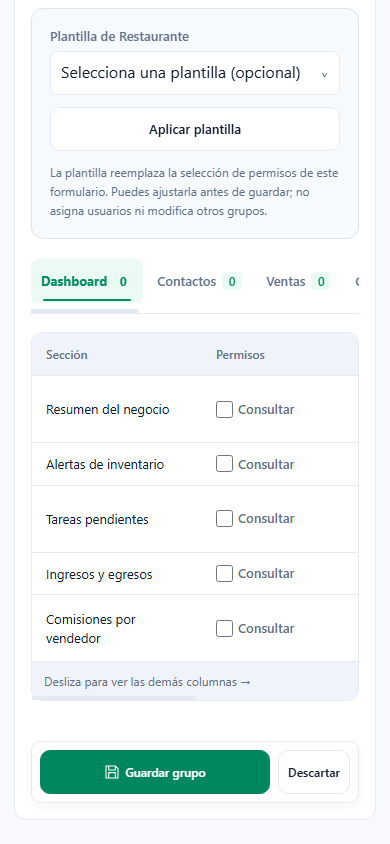 Plantilla de Restaurante
Selecciona una plantilla (opcional)
Aplicar plantilla
La plantilla reemplaza la selección de permisos de este
formulario. Puedes ajustarla antes de guardar; no
asigna usuarios ni modifica otros grupos.
Dashboard 0 Contactos 0 Ventas 0
Sección Permisos
Resumen del negocio Consultar
Alertas de inventario Consultar
Tareas pendientes Consultar
Ingresos y egresos Consultar
Comisiones por
vendedor Consultar
Desliza para ver las demás columnas →
Guardar grupo Descartar